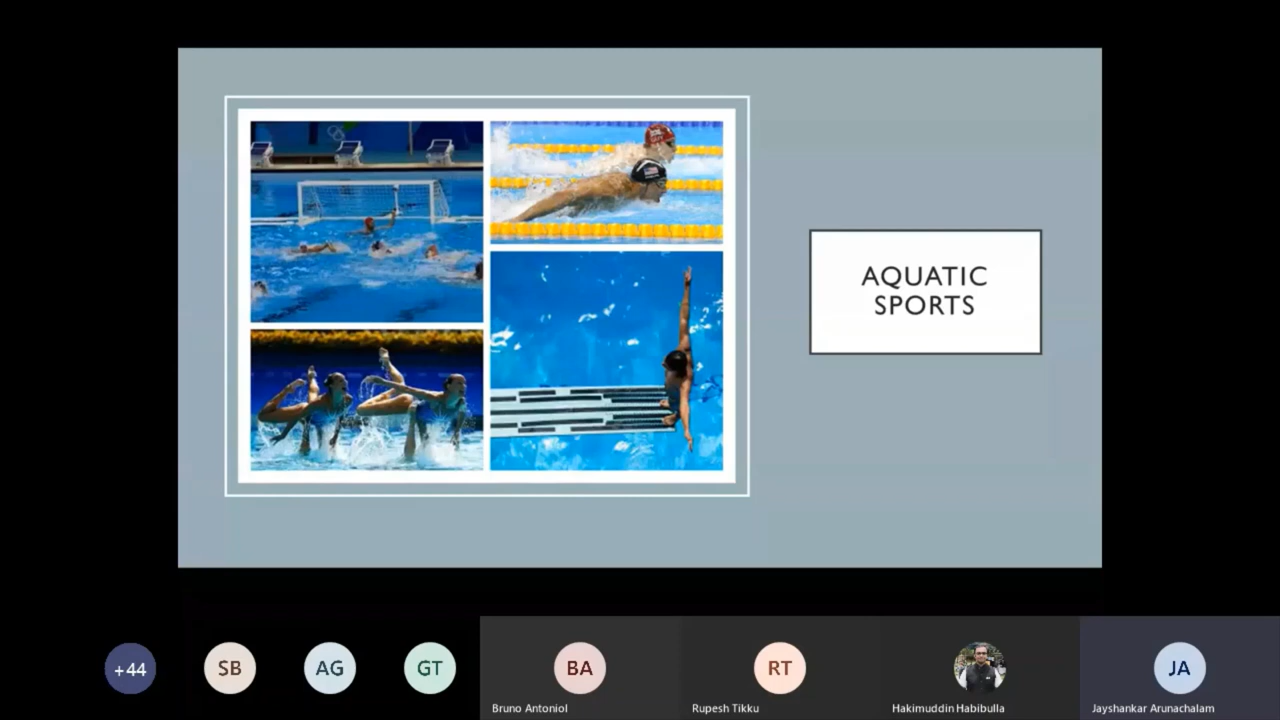 AQUATIC
SPORTS
+44
SB
AG
GT
BA
RT
JA
Bruno Antoniol
Rupesh Tikku
Hakimuddin Habibulla
Jayshankar Arunachalam